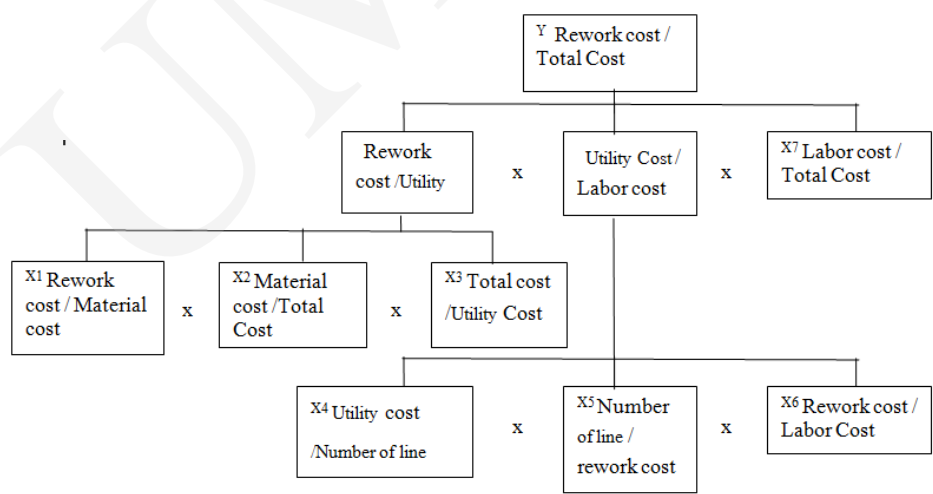 UM
Y Rework cost /
Total Cost
Rework
cost /Utility
x
Utility Cost /
Labor cost
x
X7 Labor cost /
Total Cost
X1 Rework
cost / Material
cost
x
X2 Material
cost /Total
Cost
x
X3 Total cost
/Utility Cost
X4 Utility cost
/Number of line
x
X5 Number
of line /
rework cost
x
X6 Rework cost /
Labor Cost